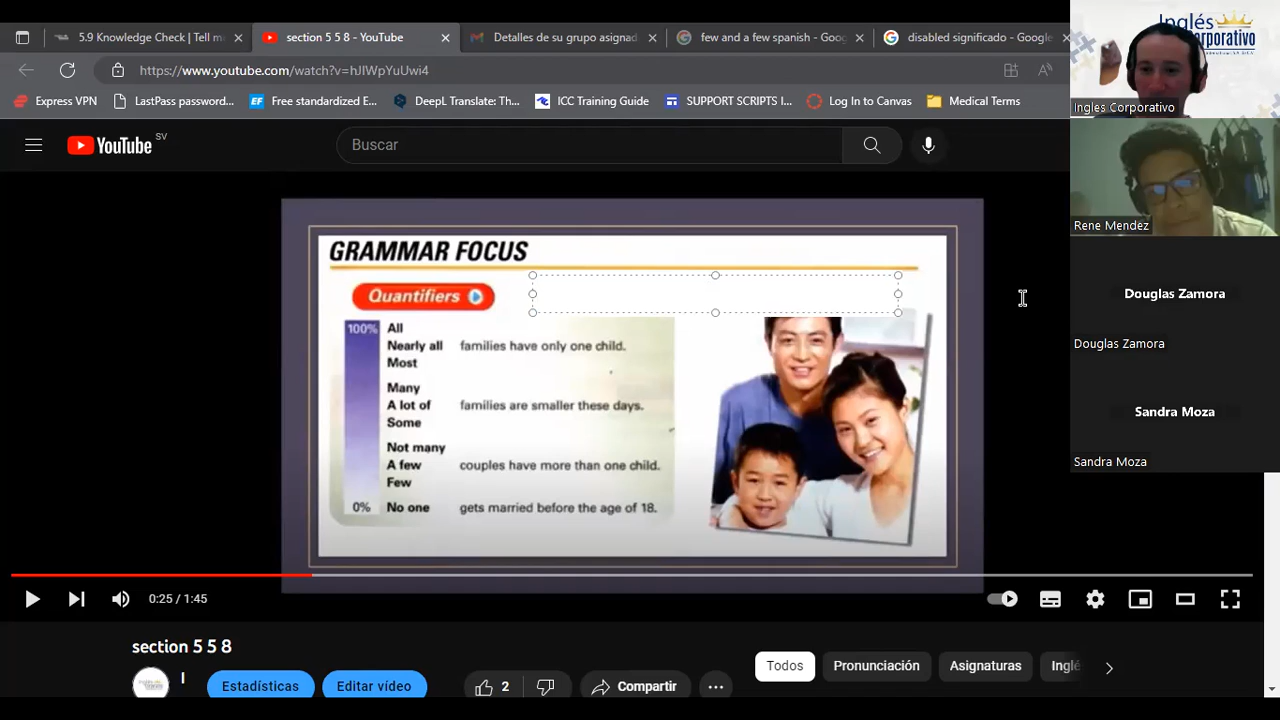 5.9 Knowledge Check | Tell m
section 5 5 8 - YouTube
Detalles de su grupo asignad
few and a few spanish - Goog
disabled significado - Google
https://www.youtube.com/watch?v=hJIWpYuUwi4
Express VPN
LastPass password...
EF
Free standardized E...
DeepL Translate: Th...
ICC Training Guide
SUPPORT SCRIPTS I...
Log In to Canvas
Medical Terms
YouTube
SV
Buscar
GRAMMAR FOCUS
Quantifiers
100%
All
Nearly all
families have only one child.
Most
Many
A lot of
families are smaller these days.
Some
Not many
A few
couples have more than one child.
Few
0%
No one
gets married before the age of 18.
0:25 / 1:45
section 5 5 8
I
Estadísticas
Editar vídeo
2
Compartir
Todos
Pronunciación
Asignaturas
Inglé
Inglés
Corporativo
Ingles Corporativo
Rene Mendez
Douglas Zamora
Douglas Zamora
Sandra Moza
Sandra Moza